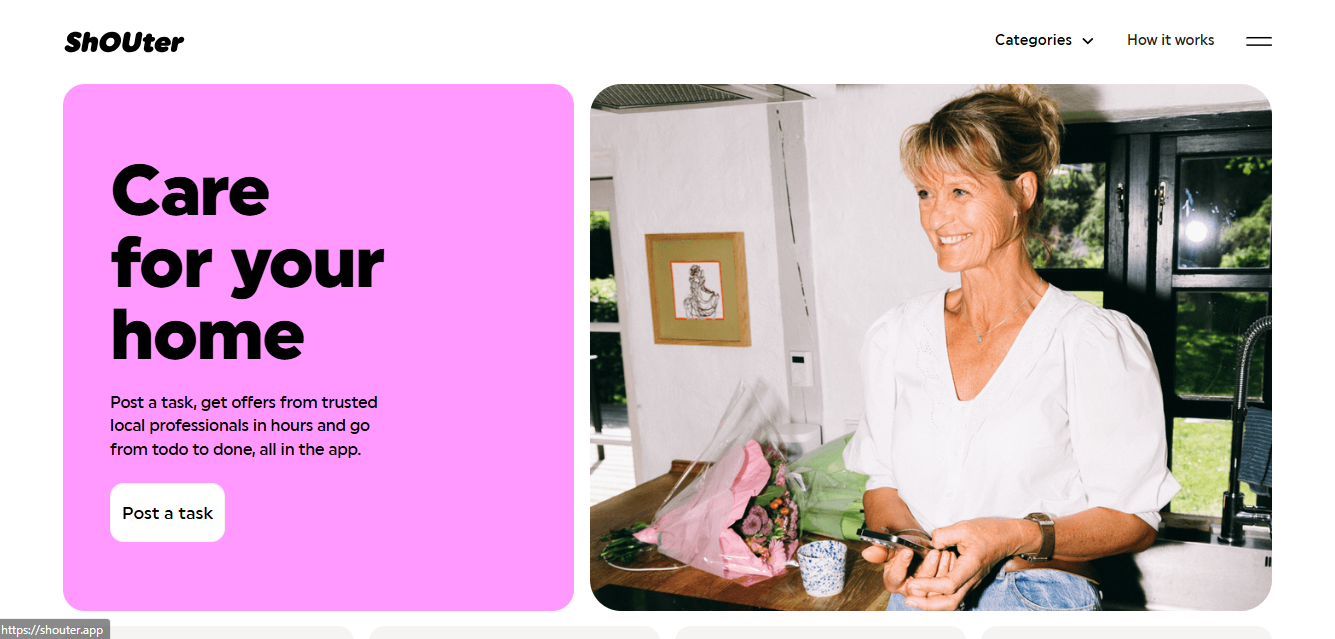 ShOUter
Categories
How it works
Care
for your
home
Post a task, get offers from trusted
local professionals in hours and go
from todo to done, all in the app.
Post a task
https://shouter.app